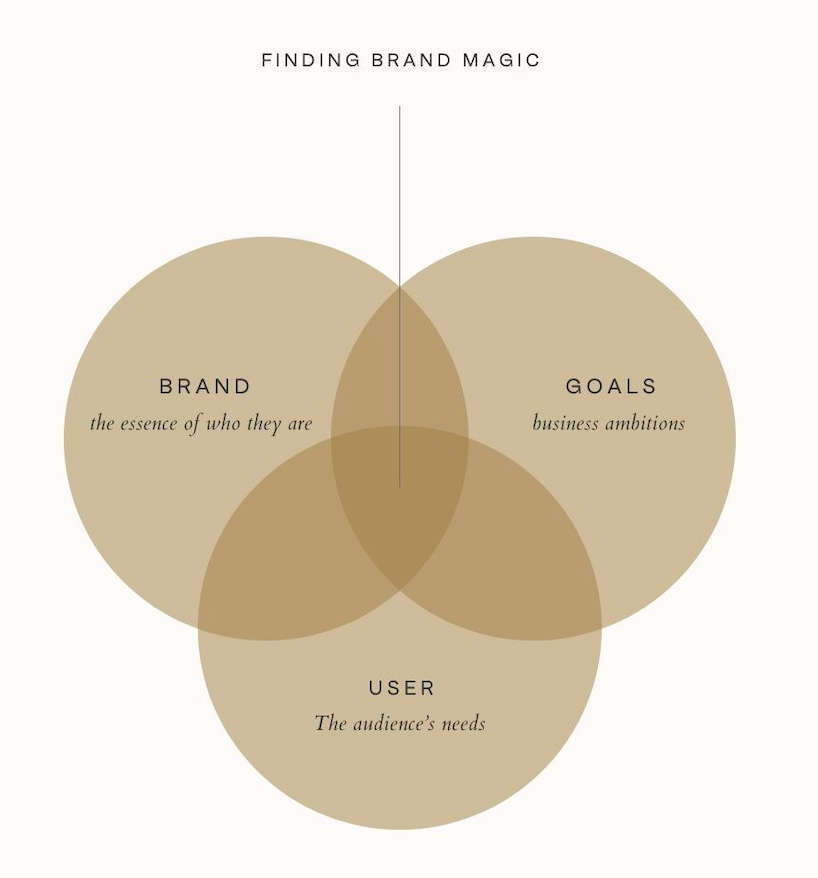 FINDING BRAND MAGIC
BRAND
the essence of who they are
GOALS
business ambitions
USER
The audience’s needs